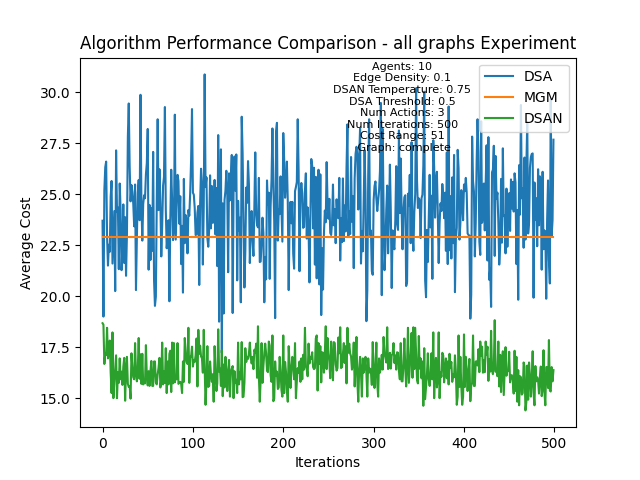 Algorithm Performance Comparison - all graphs Experiment
Agents: 10
Edge Density: 0.1
DSAN Temperature: 0.75
DSA Threshold: 0.5
Num Actions: 3
Num Iterations: 500
Cost Range: 51
Graph: complete
DSA
MGM
DSAN
Average Cost
30.0
27.5
25.0
22.5
20.0
17.5
15.0
0
100
200
300
400
500
Iterations